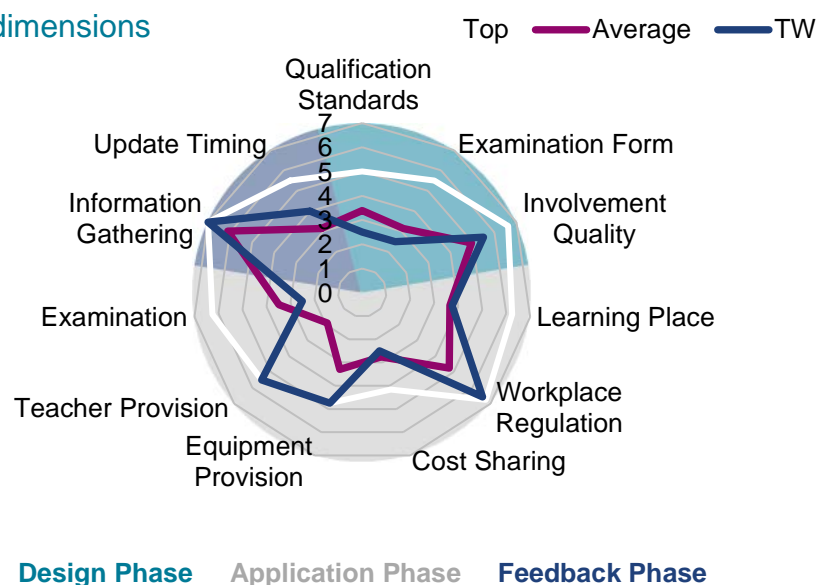 dimensions
Top Average TW
Qualification
Standards
7
6
5
4
3
2
1
0
Update Timing
Examination Form
Information
Gathering
Involvement
Quality
Examination
Learning Place
Teacher Provision
Workplace
Regulation
Equipment
Provision
Cost Sharing
Design Phase Application Phase Feedback Phase